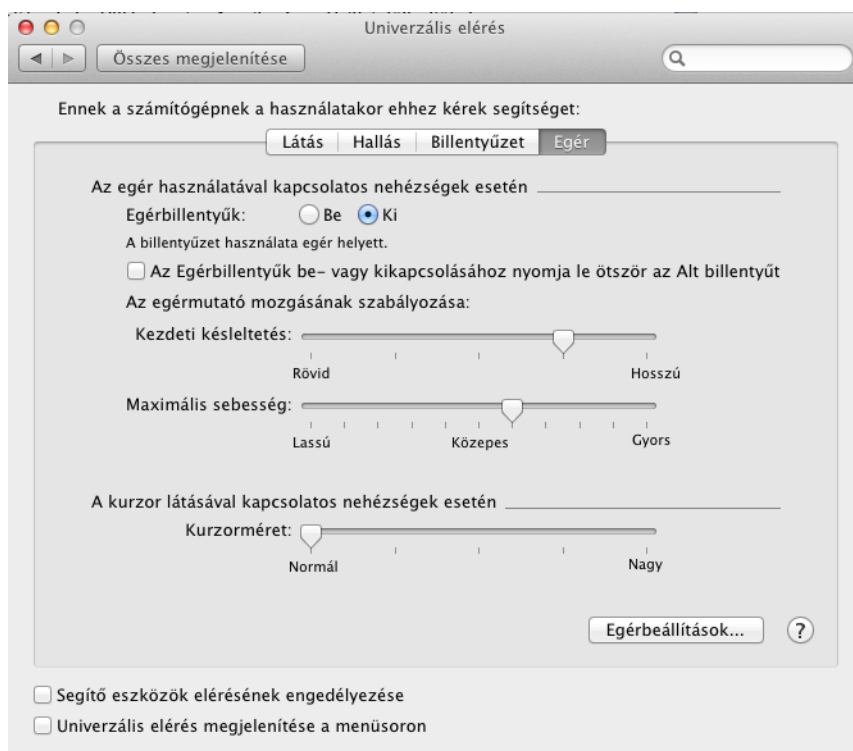 Univerzális elérés
Összes megjelenítése
Ennek a számítógépnek a használatakor ehhez kérek segítséget:
Látás Hallás Billentyűzet Egér
Az egér használatával kapcsolatos nehézségek esetén
Egérbillentyűk: Be Ki
A billentyűzet használata egér helyett.
Az Egérbillentyűk be- vagy kikapcsolásához nyomja le ötször az Alt billentyűt
Az egérmutató mozgásának szabályozása:
Kezdeti késleltetés:
Rövid Hosszú
Maximális sebesség:
Lassú Közepes Gyors
A kurzor látásával kapcsolatos nehézségek esetén
Kurzorméret:
Normál Nagy
Egérbeállítások... ?
Segítő eszközök elérésének engedélyezése
Univerzális elérés megjelenítése a menüsoron